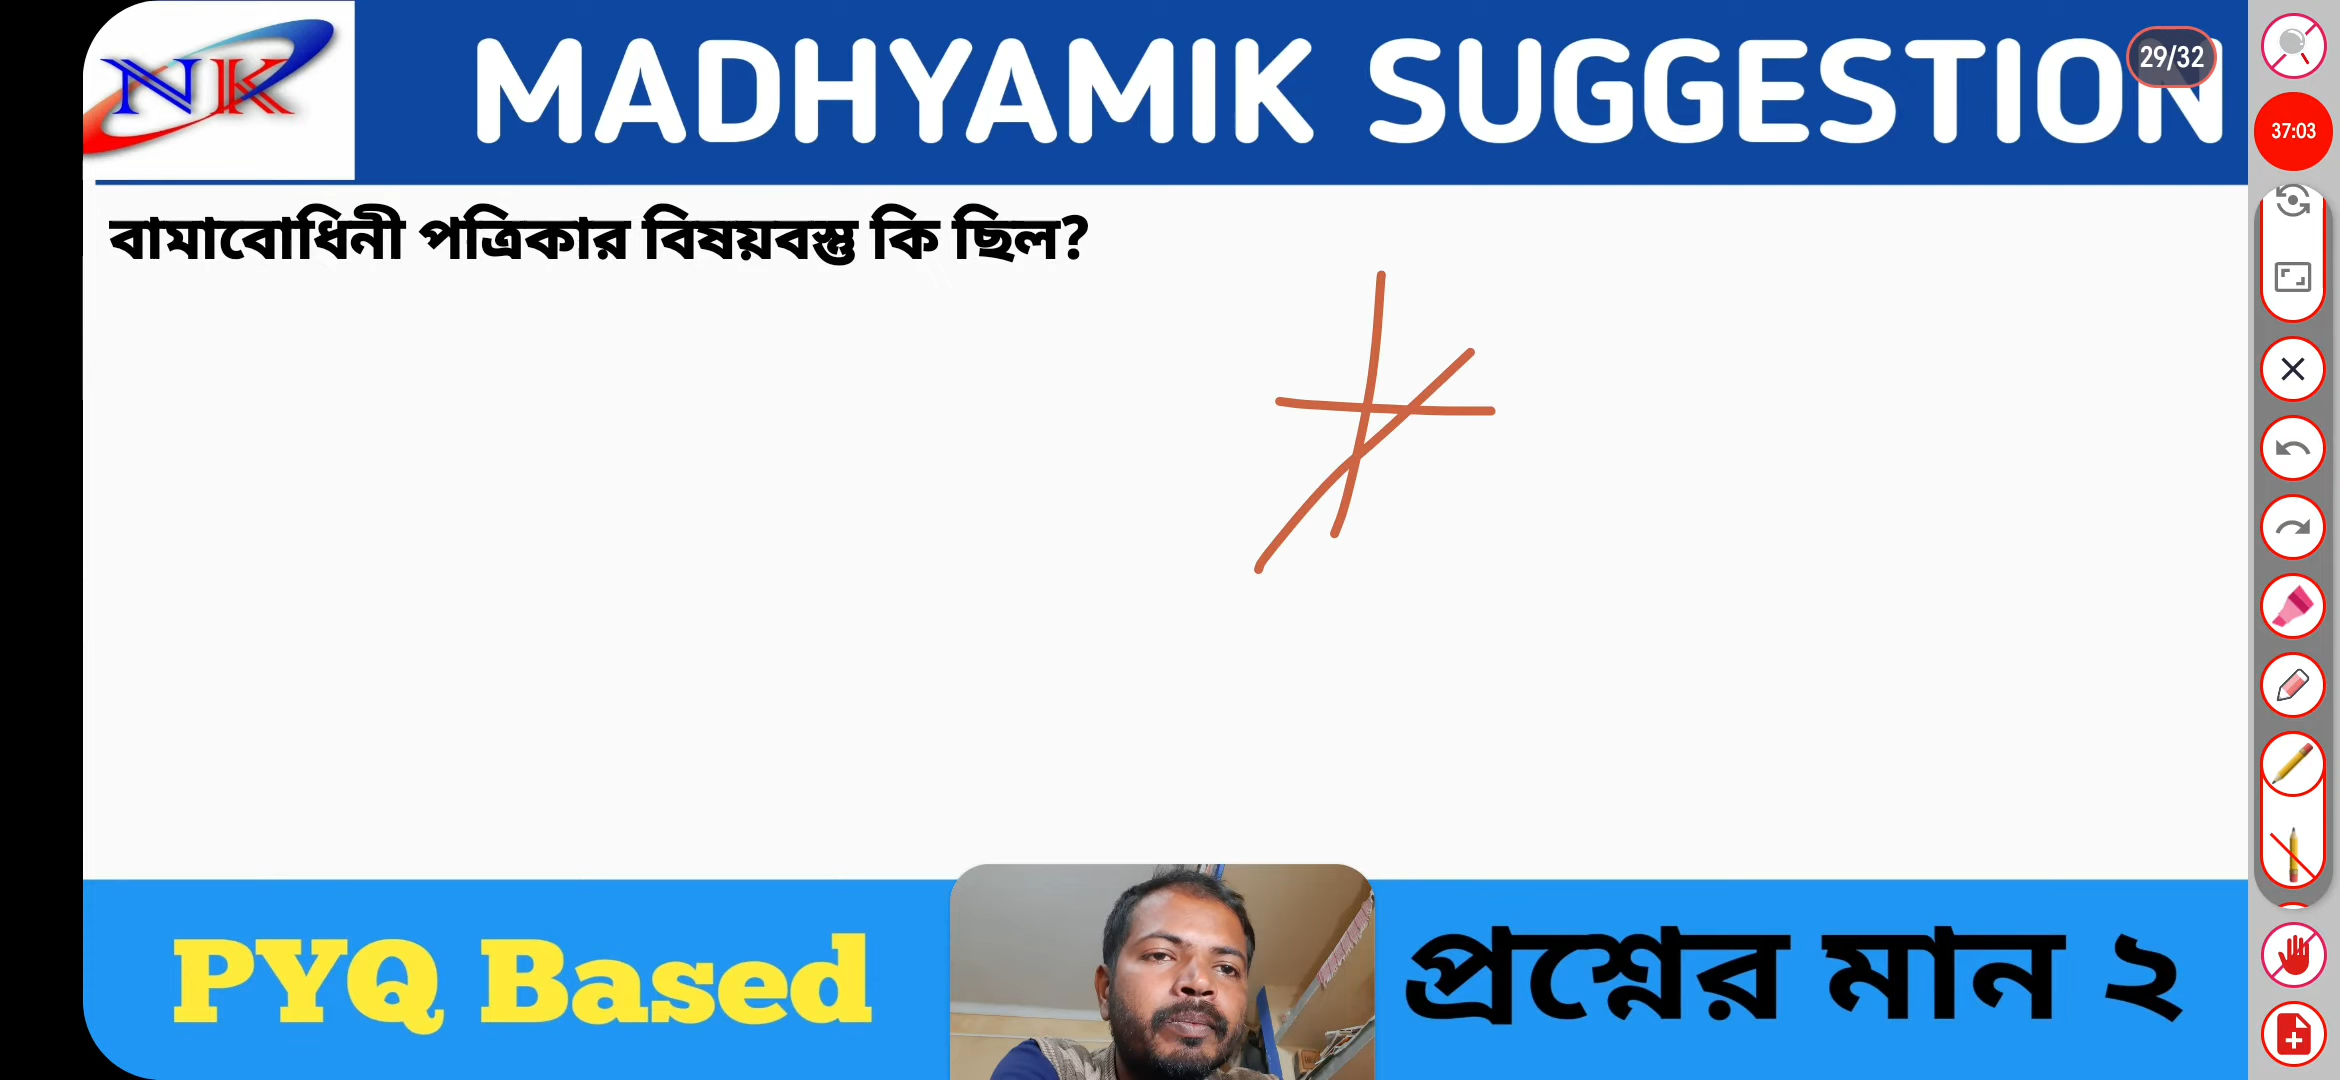 NK
MADHYAMIK SUGGESTION
29/32
37:03
বামাবোধিনী পত্রিকার বিষয়বস্তু কি ছিল?
PYQ Based
প্রশ্নের মান ২